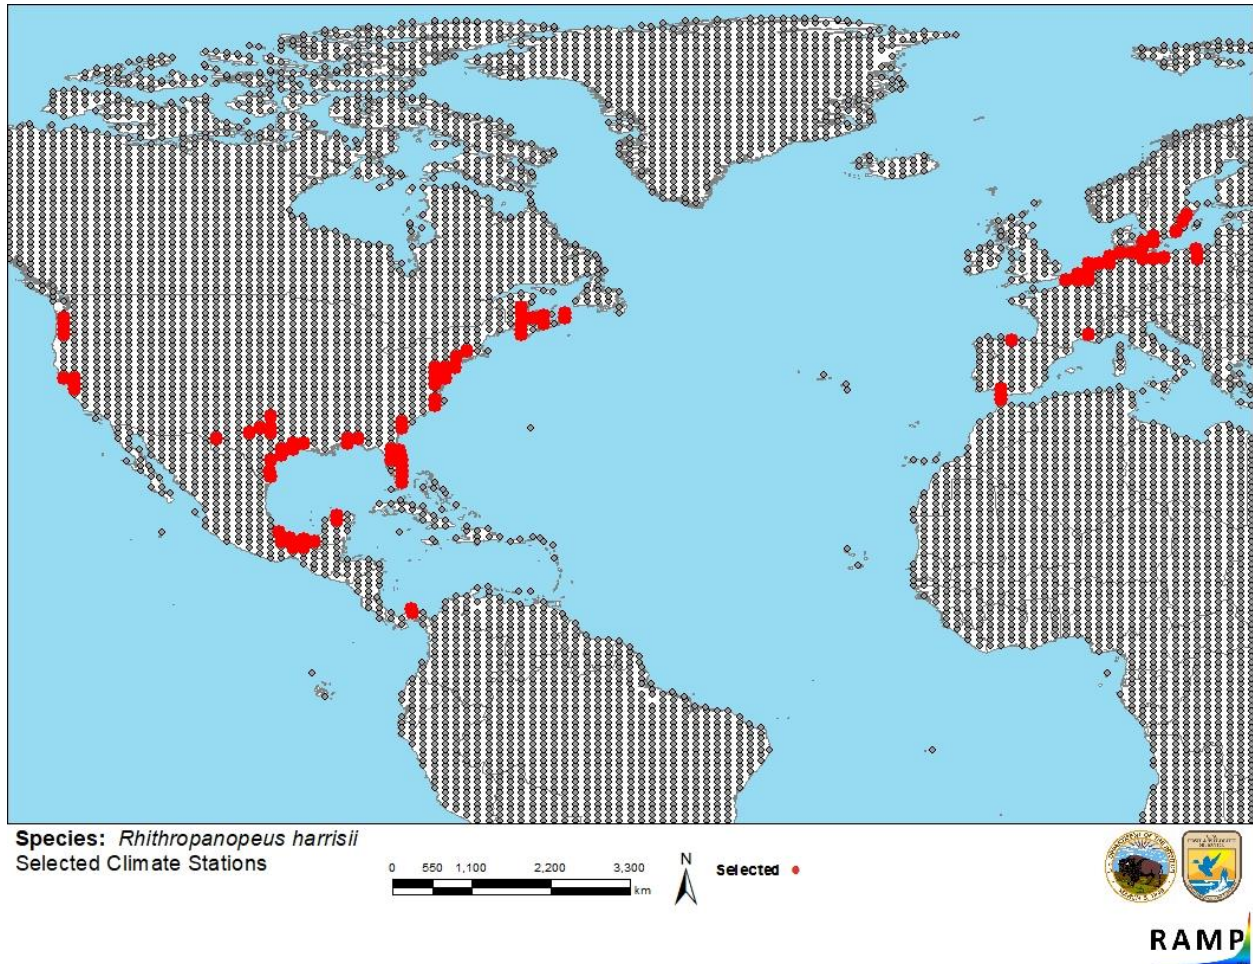 Species: Rhithropanopeus harrisii
Selected Climate Stations
0 550 1,100 2,200 3,300
km
N
Selected
RAMP